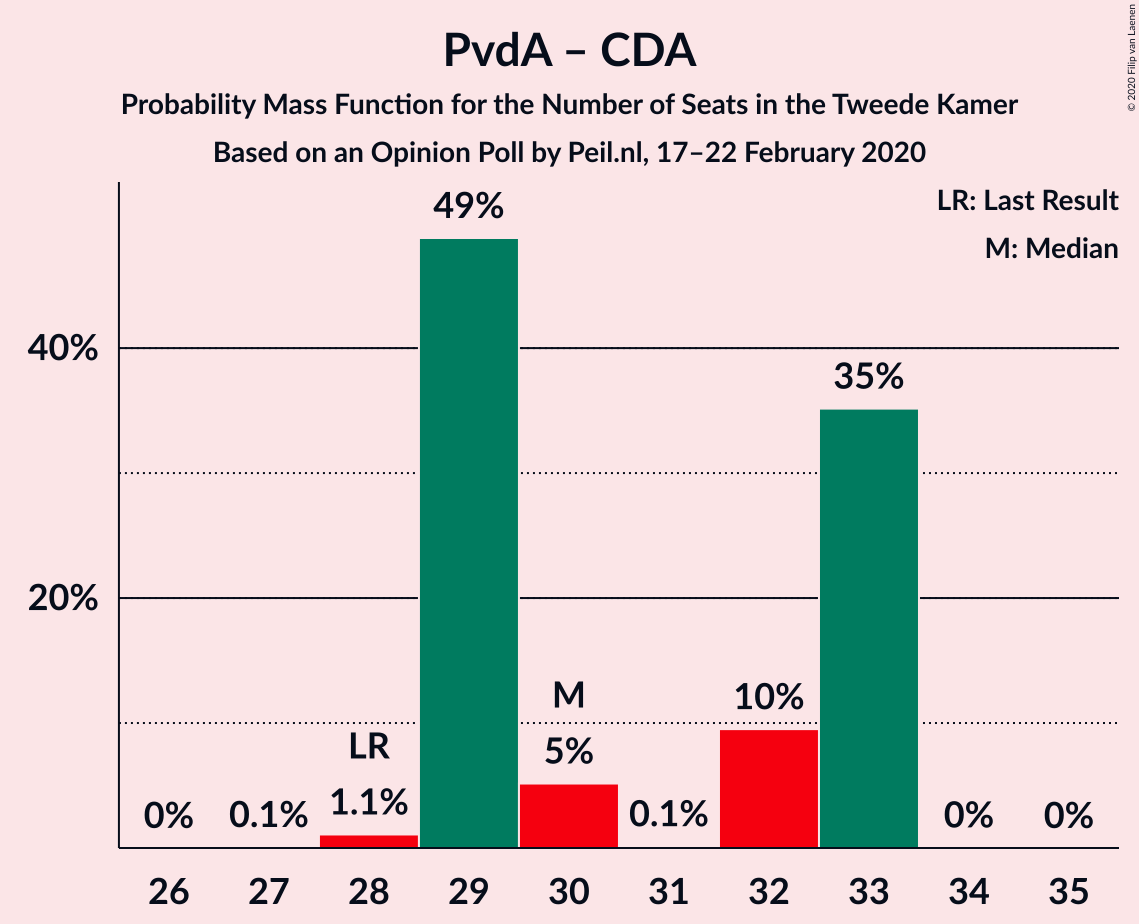 PvdA – CDA
Probability Mass Function for the Number of Seats in the Tweede Kamer
Based on an Opinion Poll by Peil.nl, 17–22 February 2020
© 2020 Filip van Laenen
LR: Last Result
M: Median
49%
40%
35%
20%
M
10%
LR
5%
0%
0.1%
1.1%
0.1%
0%
0%
26 27 28 29 30 31 32 33 34 35